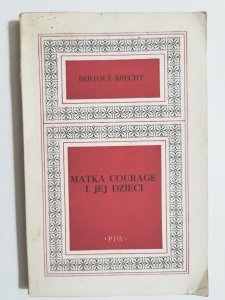 BERTOLT BRECHT
MATKA COURAGE
I JEJ DZIECI
·PIW·